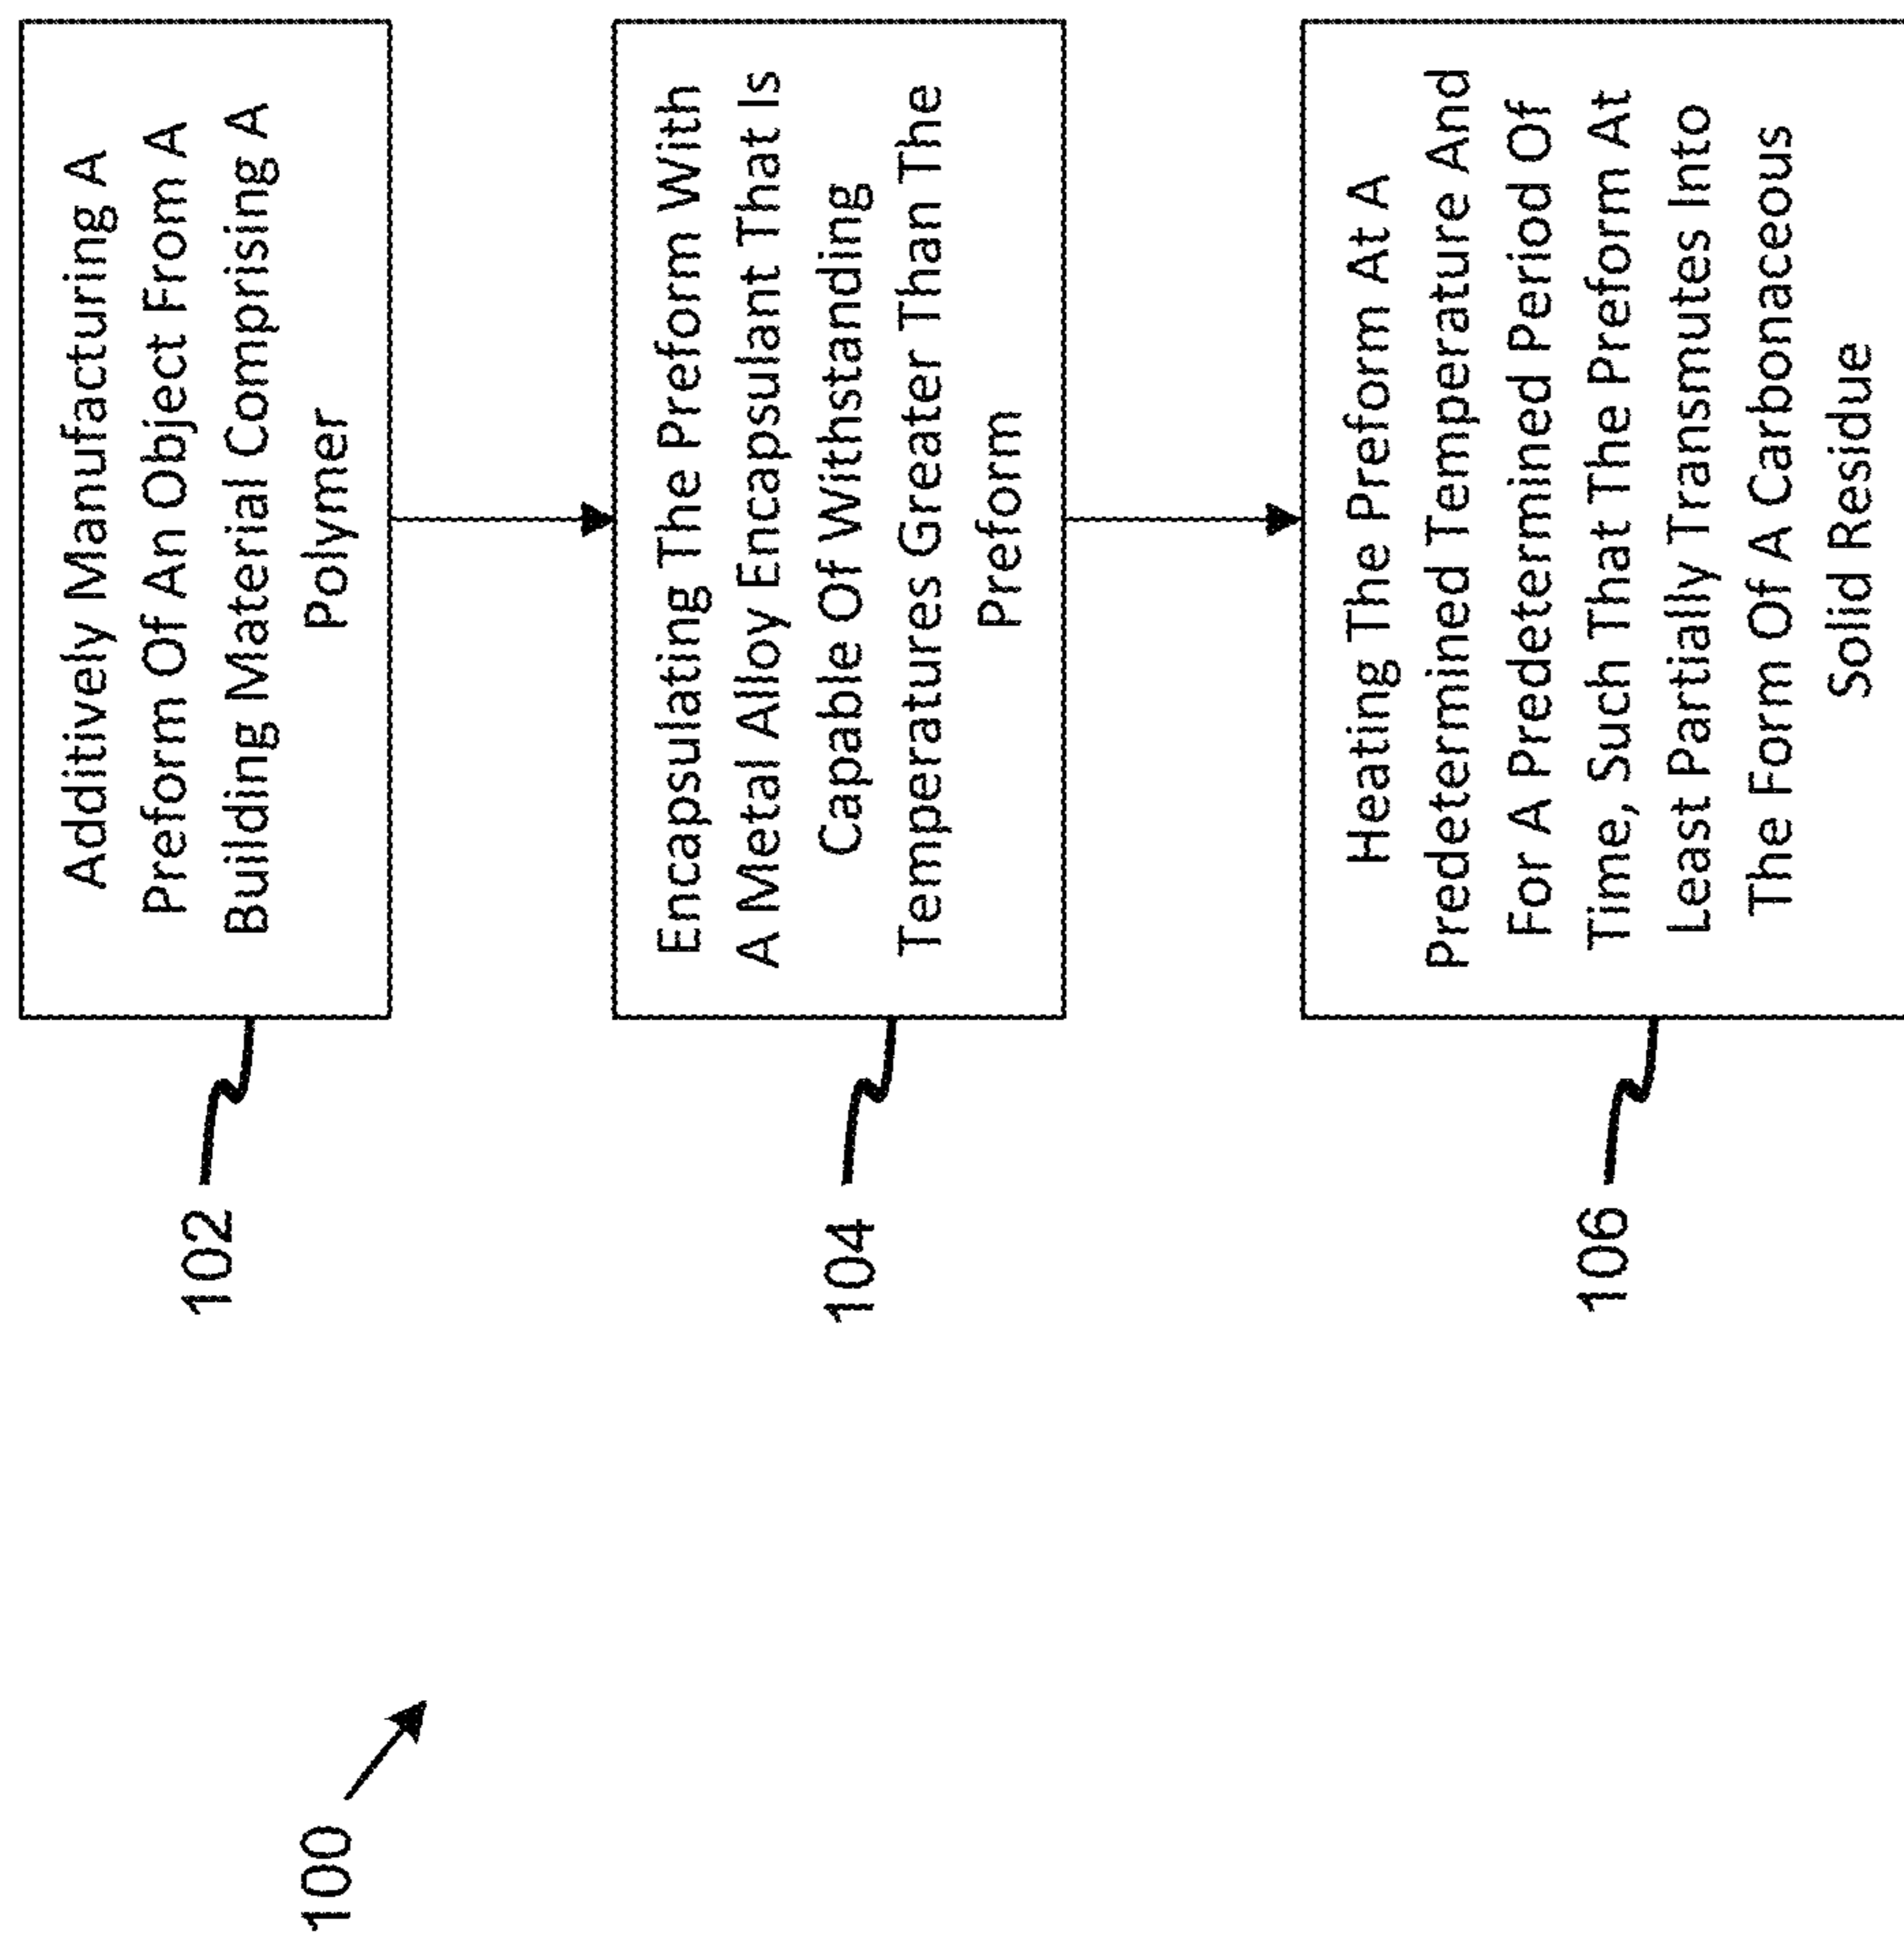 100
102
Additively Manufacturing A
Preform Of An Object From A
Building Material Comprising A
Polymer
104
Encapsulating The Preform With
A Metal Alloy Encapsulant That Is
Capable Of Withstanding
Temperatures Greater Than The
Preform
106
Heating The Preform At A
Predetermined Temperature And
For A Predetermined Period Of
Time, Such That The Preform At
Least Partially Transmutes Into
The Form Of A Carbonaceous
Solid Residue